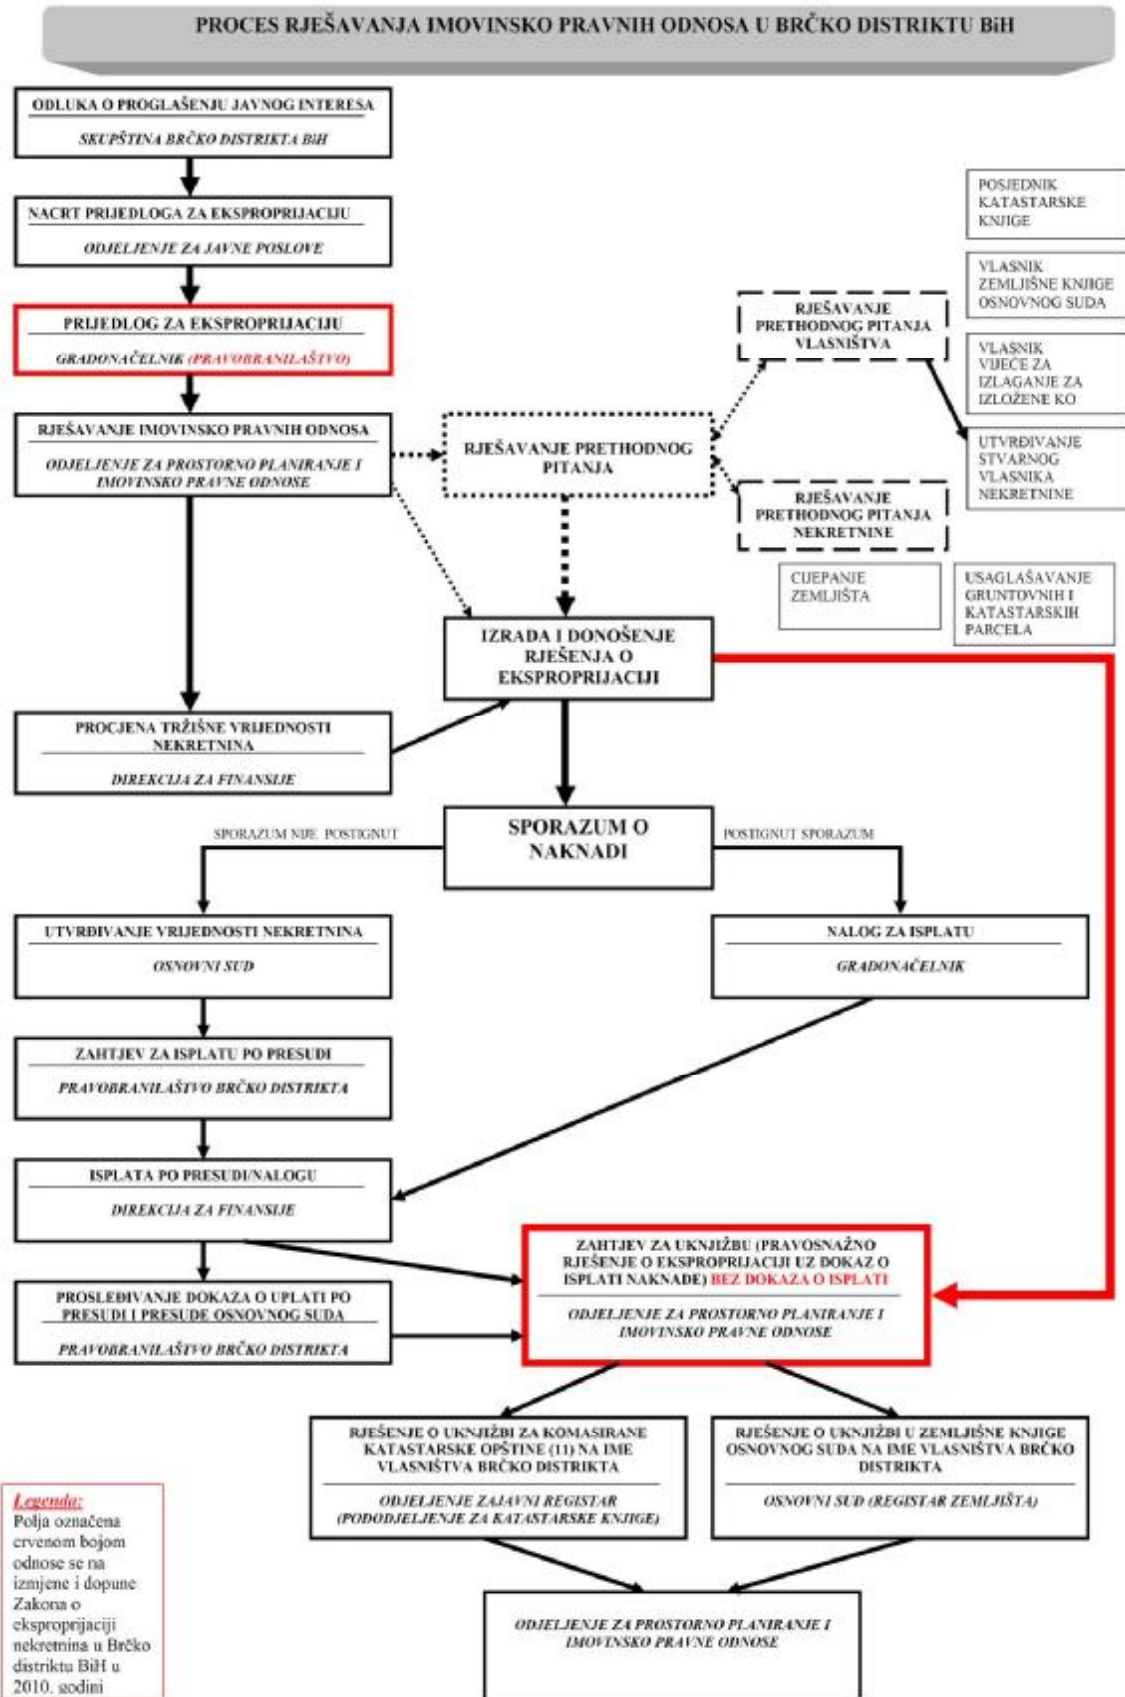 PROCES RJEŠAVANJA IMOVINSKO PRAVNIH ODNOSA U BRČKO DISTRIKTU BiH
ODLUKA O PROGLAŠENJU JAVNOG INTERESA
SKUPŠTINA BRČKO DISTRIKTA BiH
NACRT PRIJEDLOGA ZA EKSPROPRIJACIJU
ODJELJENJE ZA JAVNE POSLOVE
PRIJEDLOG ZA EKSPROPRIJACIJU
GRADONAČELNIK (PRAVOBRANILAŠTVO)
RJEŠAVANJE IMOVINSKO PRAVNIH ODNOSA
ODJELJENJE ZA PROSTORNO PLANIRANJE I
IMOVINSKO PRAVNE ODNOSE
RJEŠAVANJE PRETHODNOG
PITANJA
RJEŠAVANJE
PRETHODNOG PITANJA
VLASNIŠTVA
RJEŠAVANJE
PRETHODNOG PITANJA
NEKRETNINE
POSJEDNIK
KATASTARSKE
KNJIGE
VLASNIK
ZEMLJIŠNE KNJIGE
OSNOVNOG SUDA
VLASNIK
VIJEĆE ZA
IZLAGANJE ZA
IZLOŽENE KO
UTVRĐIVANJE
STVARNOG
VLASNIKA
NEKRETNINE
CIJEPANJE
ZEMLJIŠTA
USAGLAŠAVANJE
GRUNTOVNIH I
KATASTARSKIH
PARCELA
IZRADA I DONOŠENJE
RJEŠENJA O
EKSPROPRIJACIJI
PROCJENA TRŽIŠNE VRIJEDNOSTI
NEKRETNINA
DIREKCIJA ZA FINANSIJE
SPORAZUM O
NAKNADI
SPORAZUM NIJE POSTIGNUT
POSTIGNUT SPORAZUM
UTVRĐIVANJE VRIJEDNOSTI NEKRETNINA
OSNOVNI SUD
NALOG ZA ISPLATU
GRADONAČELNIK
ZAHTJEV ZA ISPLATU PO PRESUDI
PRAVOBRANILAŠTVO BRČKO DISTRIKTA
ISPLATA PO PRESUDI/NALOGU
DIREKCIJA ZA FINANSIJE
PROSLEĐIVANJE DOKAZA O UPLATI PO
PRESUDI I PRESUDE OSNOVNOG SUDA
PRAVOBRANILAŠTVO BRČKO DISTRIKTA
ZAHTJEV ZA UKNJIŽBU (PRAVOSNAŽNO
RJEŠENJE O EKSPROPRIJACIJI UZ DOKAZ O
ISPLATI NAKNADE) BEZ DOKAZA O ISPLATI
ODJELJENJE ZA PROSTORNO PLANIRANJE I
IMOVINSKO PRAVNE ODNOSE
RJEŠENJE O UKNJIŽBI ZA KOMASIRANE
KATASTARSKE OPŠTINE (11) NA IME
VLASNIŠTVA BRČKO DISTRIKTA
ODJELJENJE ZAJAVNI REGISTAR
(PODODJELJENJE ZA KATASTARSKE KNJIGE)
RJEŠENJE O UKNJIŽBI U ZEMLJIŠNE KNJIGE
OSNOVNOG SUDA NA IME VLASNIŠTVA BRČKO
DISTRIKTA
OSNOVNI SUD (REGISTAR ZEMLJIŠTA)
ODJELJENJE ZA PROSTORNO PLANIRANJE I
IMOVINSKO PRAVNE ODNOSE
Legenda:
Polja označena
crvenom bojom
odnose se na
izmjene i dopune
Zakona o
eksproprijaciji
nekretnina u Brčko
distriktu BiH u
2010. godini